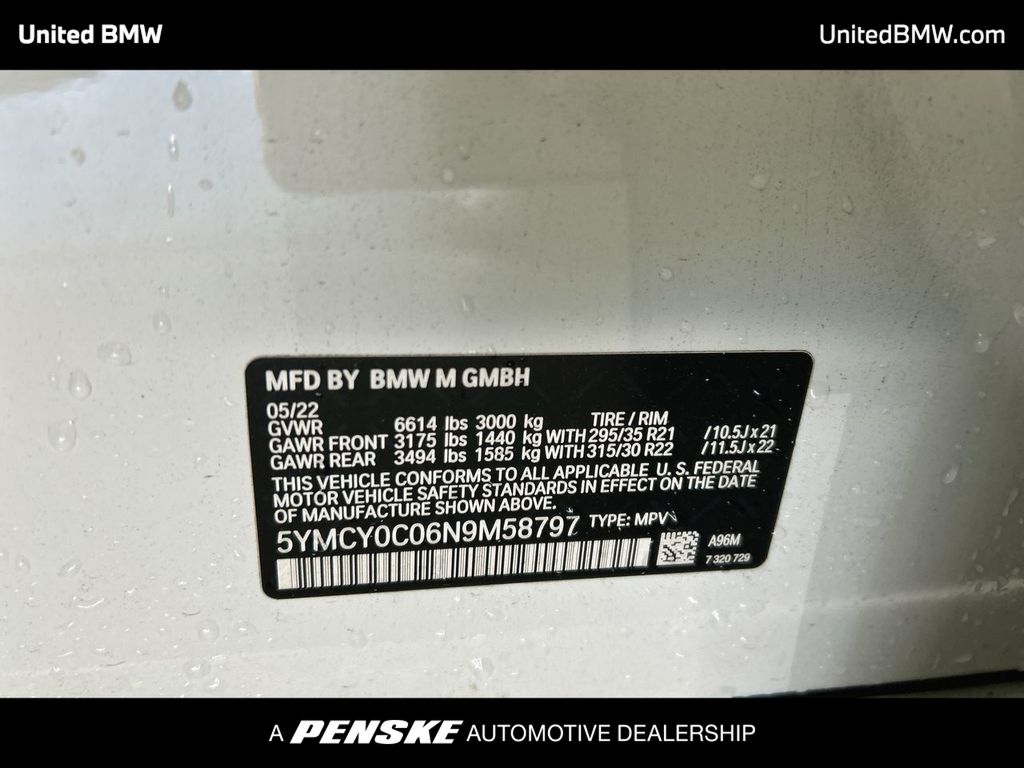 United BMW
UnitedBMW.com
MFD BY BMW M GMBH
05/22
GVWR 6614 lbs 3000 kg TIRE / RIM
GAWR FRONT 3175 lbs 1440 kg WITH 295/35 R21 /10.5J x 21
GAWR REAR 3494 lbs 1585 kg WITH 315/30 R22 /11.5J x 22
THIS VEHICLE CONFORMS TO ALL APPLICABLE U.S. FEDERAL
MOTOR VEHICLE SAFETY STANDARDS IN EFFECT ON THE DATE
OF MANUFACTURE SHOWN ABOVE.
5YMCY0C06N9M58797 TYPE: MPV
A96M
7 320 729
A PENSKE AUTOMOTIVE DEALERSHIP